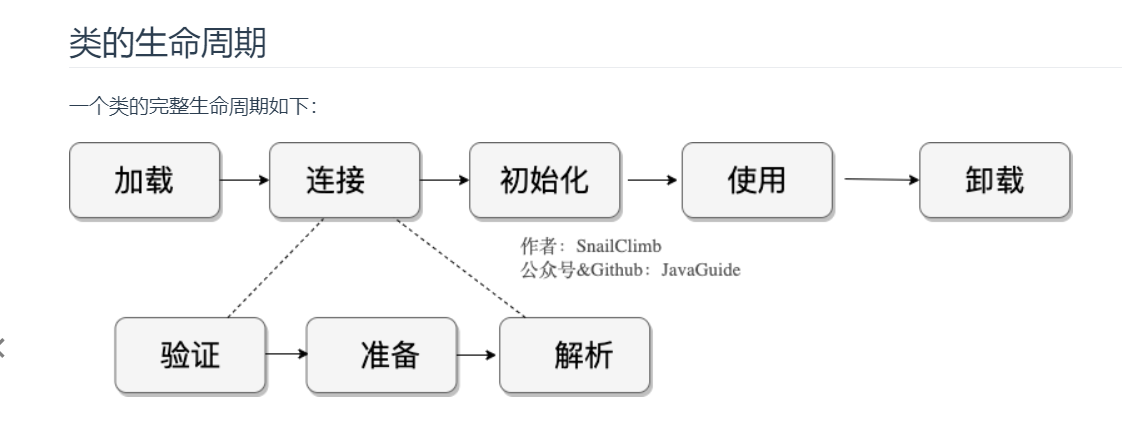 类的生命周期
一个类的完整生命周期如下：
加载 连接 初始化 使用 卸载
作者：SnailClimb
公众号&Github：JavaGuide
验证 准备 解析